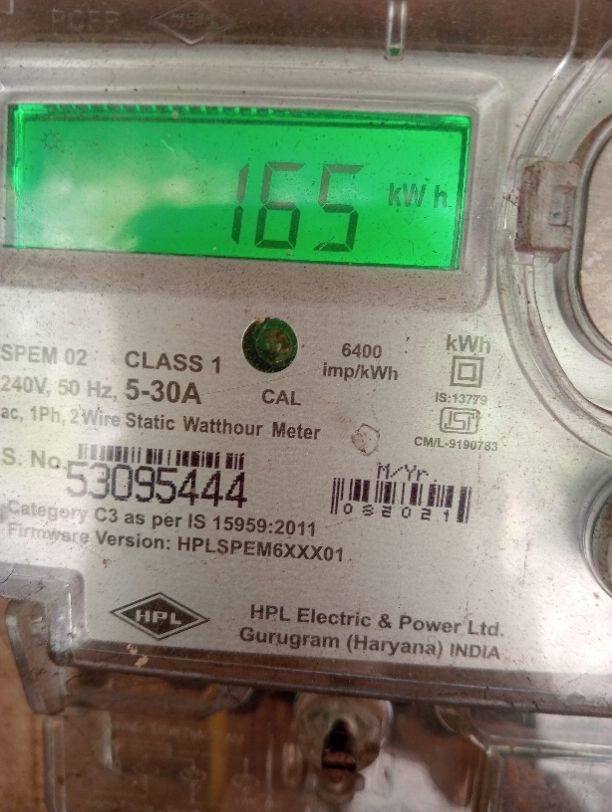 165 kWh
SPEM 02 CLASS 1
6400
imp/kWh
kWh
240V, 50 Hz, 5-30A
CAL
IS:13779
ISI
ac, 1Ph, 2 Wire Static Watthour Meter
CM/L-9190783
S. No. 53095444
M/Yr.
082021
Category C3 as per IS 15959:2011
Firmware Version: HPLSPEM6XXX01
HPL
HPL Electric & Power Ltd.
Gurugram (Haryana) INDIA